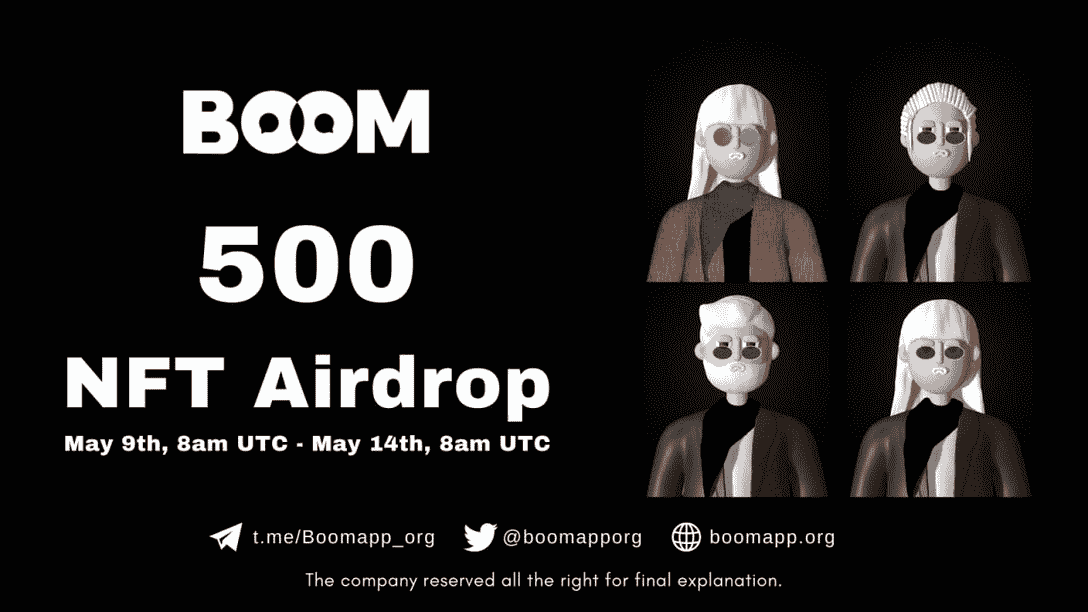 BOOM
500
NFT Airdrop
May 9th, 8am UTC - May 14th, 8am UTC
t.me/Boomapp_org @boomapporg boomapp.org
The company reserved all the right for final explanation.